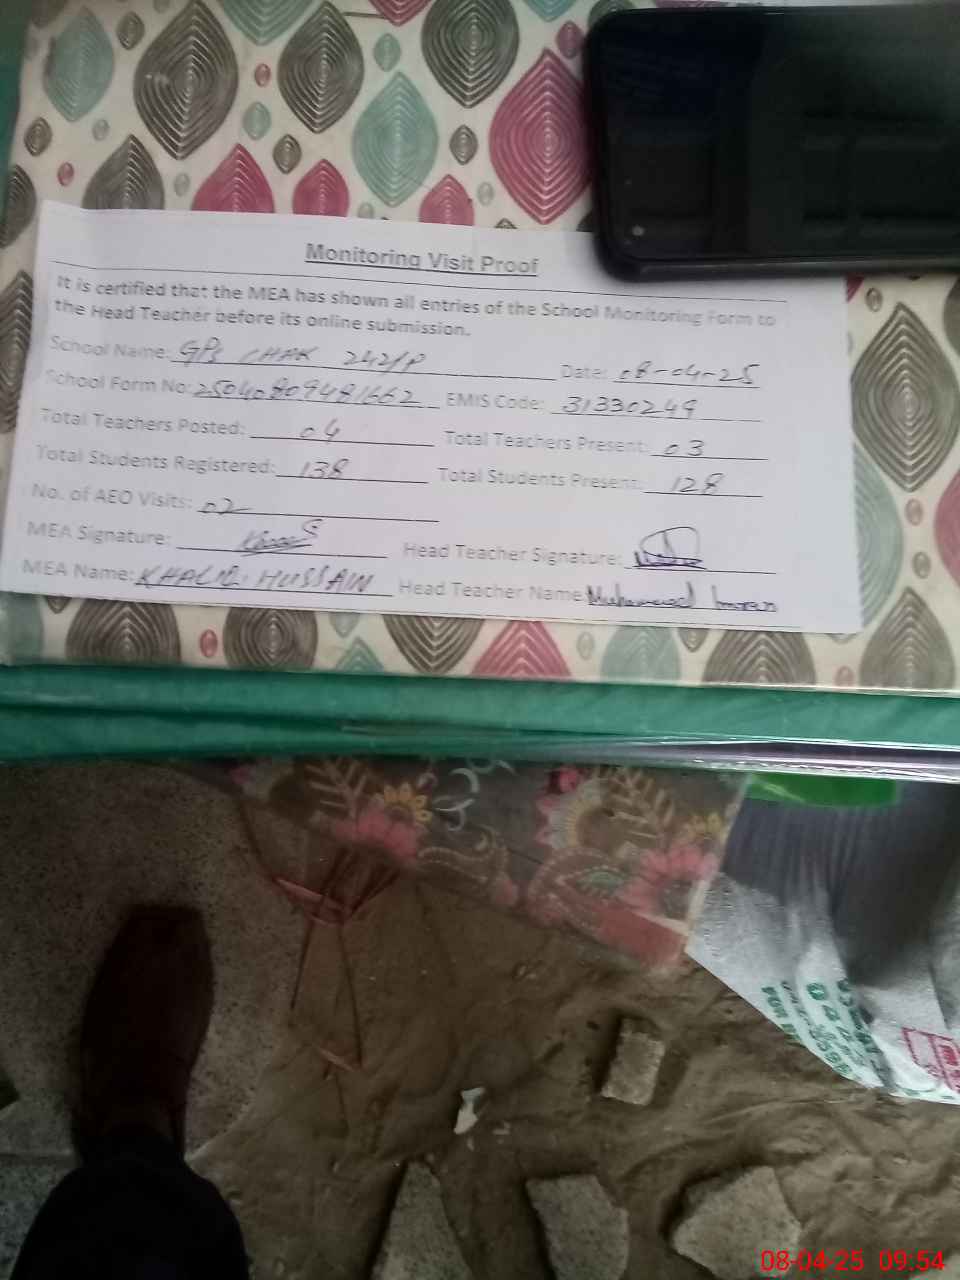 Monitoring Visit Proof
It is certified that the MEA has shown all entries of the School Monitoring Form to
the Head Teacher before its online submission.
School Name: GPS CHAK 242/P Date: 08-04-25
School Form No: 25040809481662 EMIS Code: 31330249
Total Teachers Posted: 04 Total Teachers Present: 03
Total Students Registered: 138 Total Students Present: 128
No. of AEO Visits: 02
MEA Signature: Head Teacher Signature:
MEA Name: HUSSAIN Head Teacher Name: Muhammad Imran
08-04-25 09:54